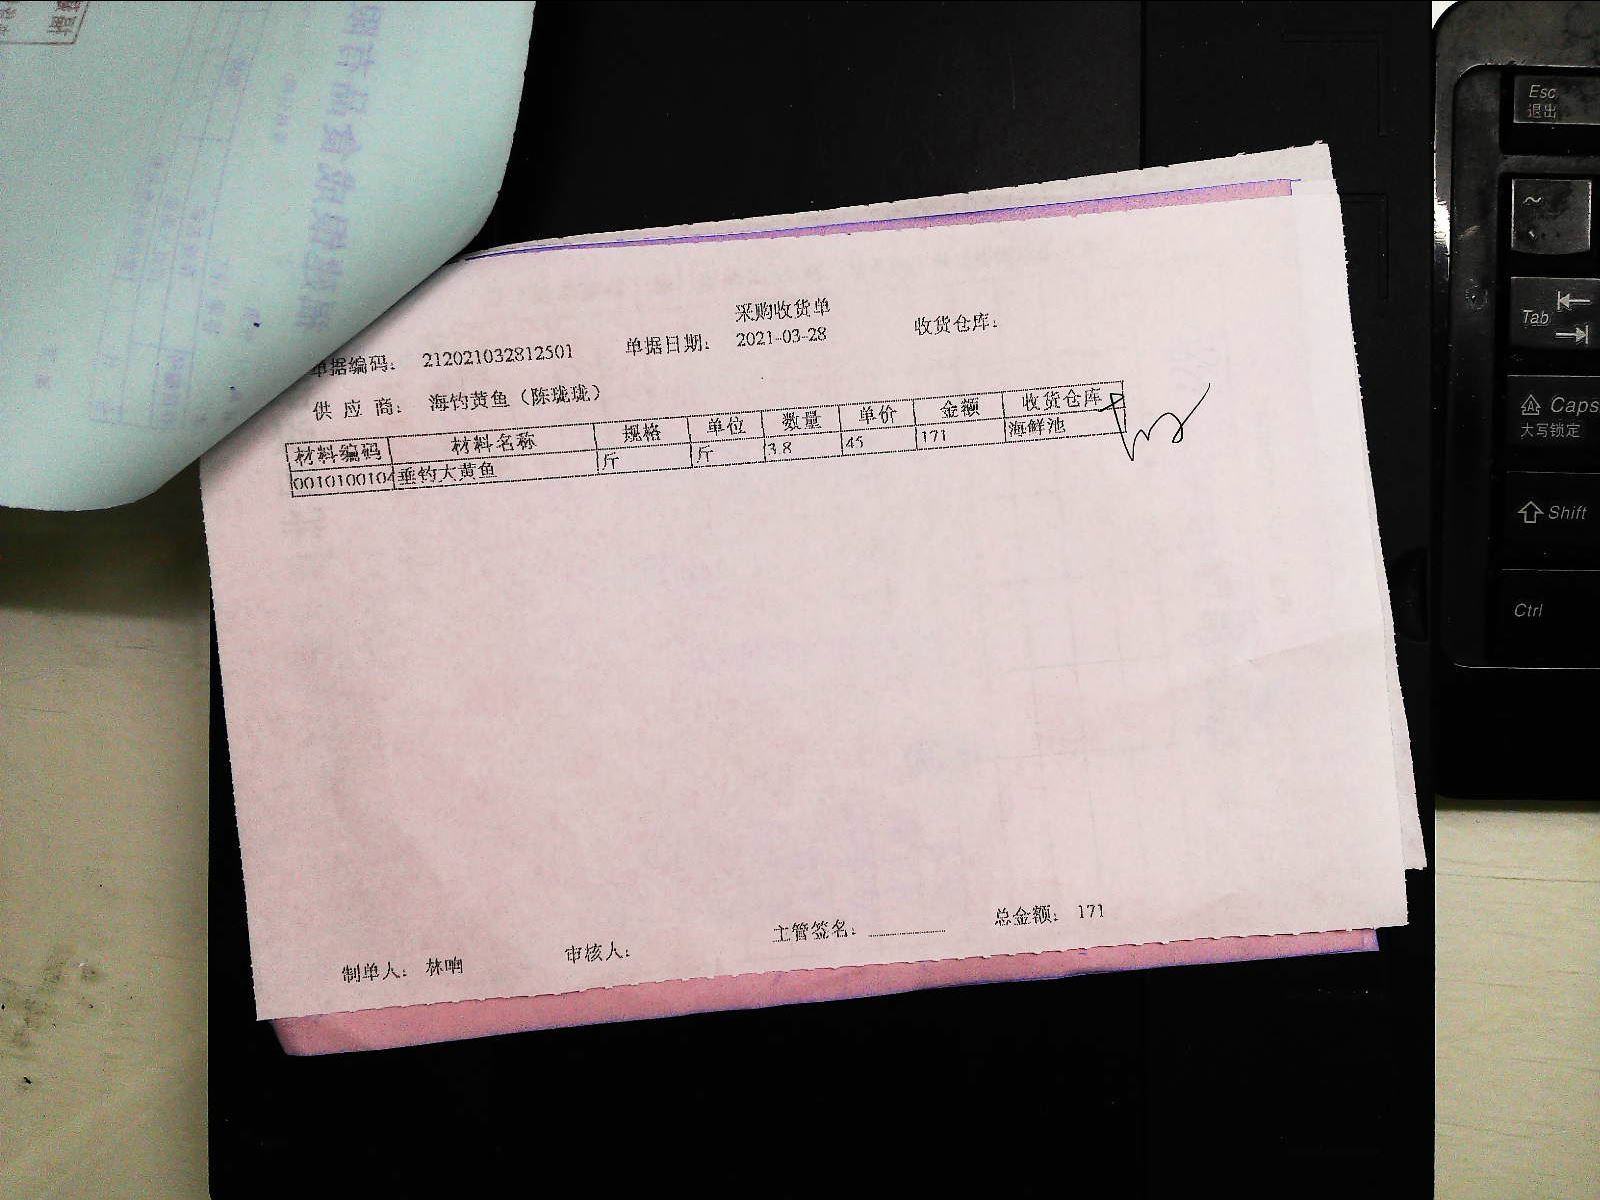 采购收货单
单据编码： 212021032812501 单据日期： 2021-03-28 收货仓库：
供 应 商： 海钓黄鱼（陈珑珑）
材料编码 材料名称 规格 单位 数量 单价 金额 收货仓库
0010100104 垂钓大黄鱼 斤 斤 3.8 45 171 海鲜池
制单人： 林响 审核人： 主管签名： 总金额： 171
Esc
退出
~
Tab
Caps
大写锁定
Shift
Ctrl